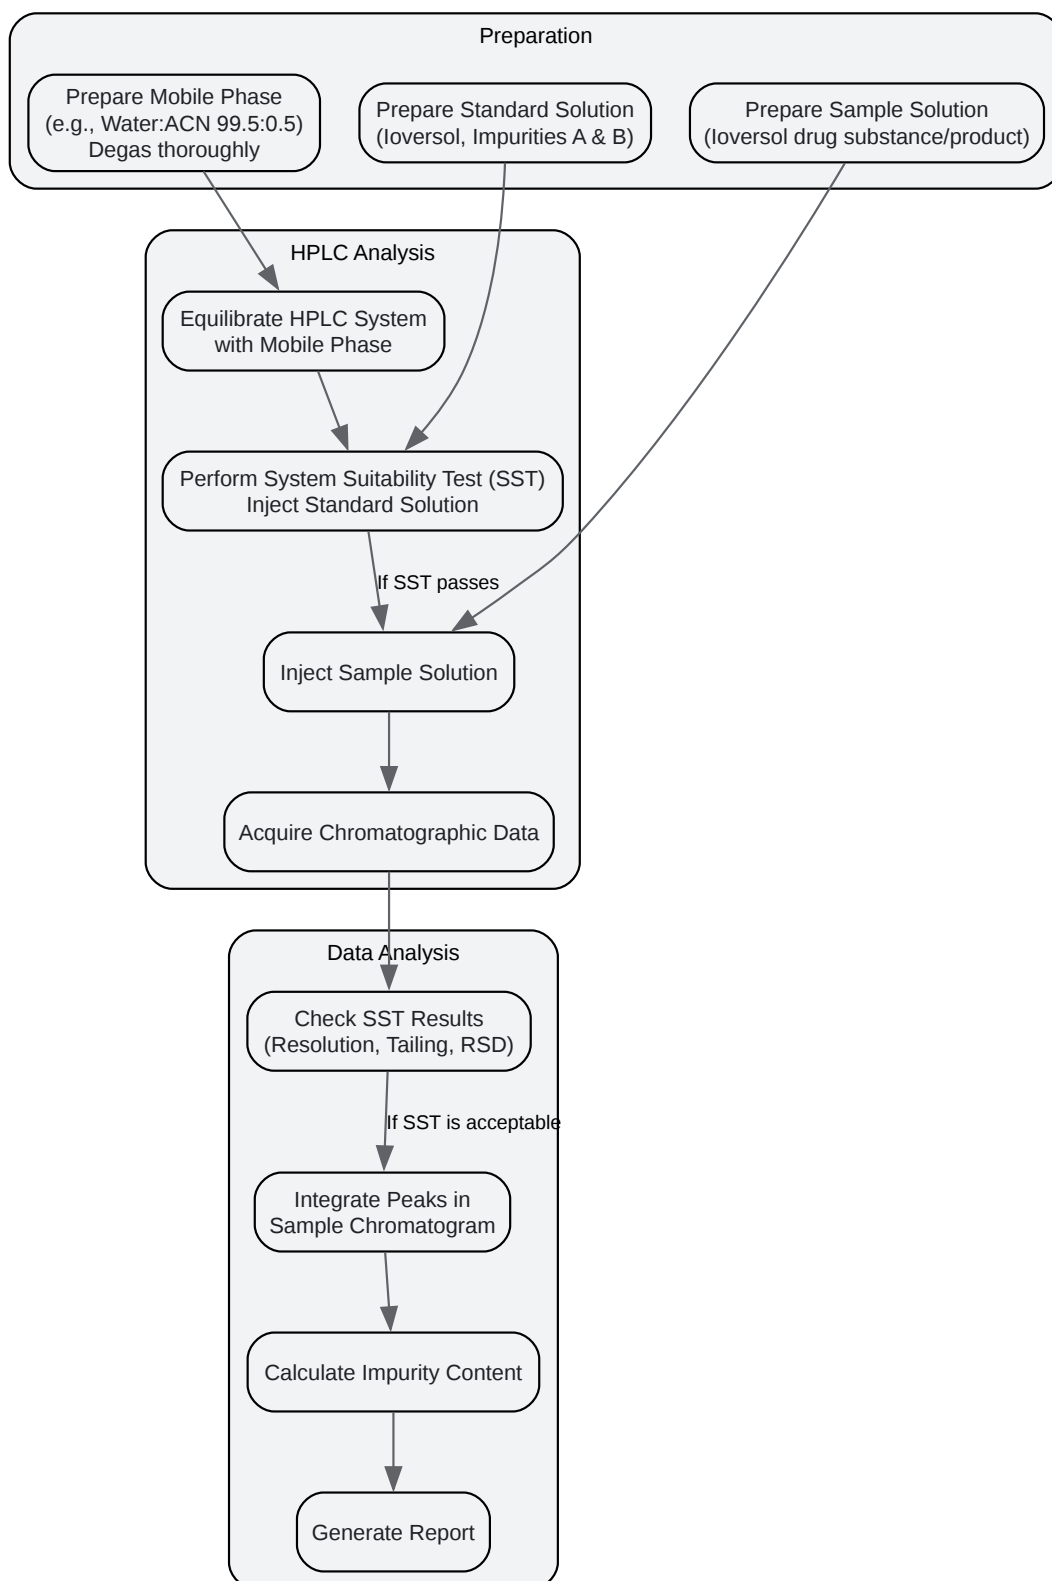 Preparation
Prepare Mobile Phase
(e.g., Water:ACN 99.5:0.5)
Degas thoroughly
Prepare Standard Solution
(Ioversol, Impurities A & B)
Prepare Sample Solution
(Ioversol drug substance/product)
HPLC Analysis
Equilibrate HPLC System
with Mobile Phase
Perform System Suitability Test (SST)
Inject Standard Solution
If SST passes
Inject Sample Solution
Acquire Chromatographic Data
Data Analysis
Check SST Results
(Resolution, Tailing, RSD)
If SST is acceptable
Integrate Peaks in
Sample Chromatogram
Calculate Impurity Content
Generate Report